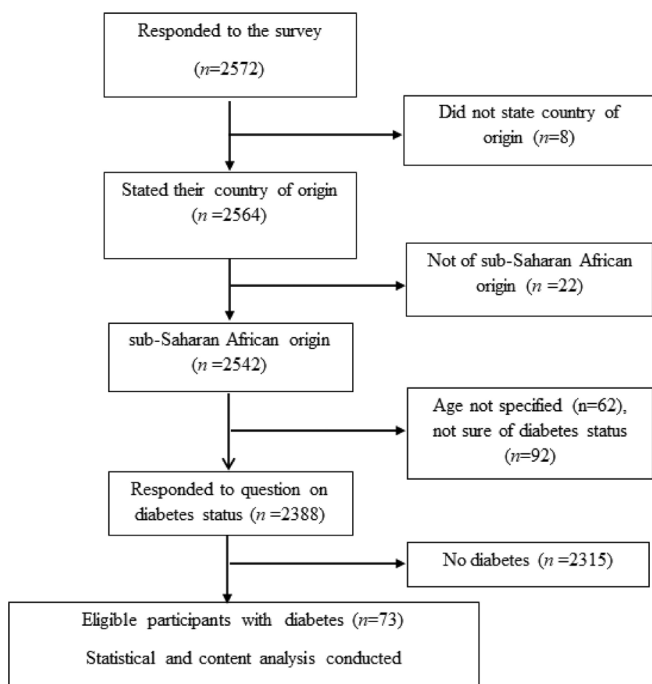 Responded to the survey
(n=2572)
Did not state country of
origin (n=8)
Stated their country of origin
(n =2564)
Not of sub-Saharan African
origin (n =22)
sub-Saharan African origin
(n =2542)
Age not specified (n=62),
not sure of diabetes status
(n=92)
Responded to question on
diabetes status (n =2388)
No diabetes (n =2315)
Eligible participants with diabetes (n=73)
Statistical and content analysis conducted